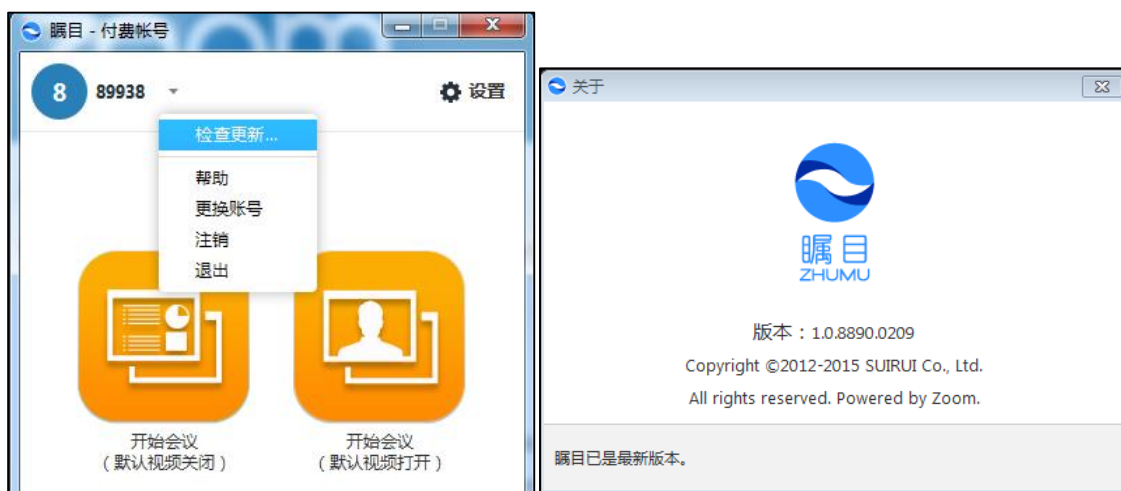 瞩目 - 付费帐号
8
89938
设置
检查更新...
帮助
更换账号
注销
退出
开始会议
（默认视频关闭）
开始会议
（默认视频打开）
关于
瞩目
ZHUMU
版本：1.0.8890.0209
Copyright ©2012-2015 SUIRUI Co., Ltd.
All rights reserved. Powered by Zoom.
瞩目已是最新版本。